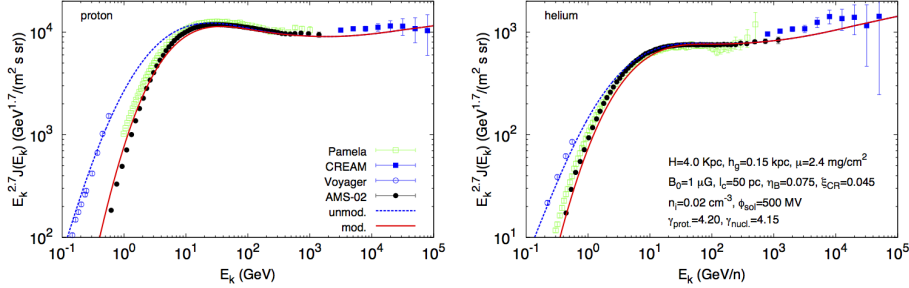 proton
E_k^2.7 J(E_k) (GeV^1.7/(m^2 s sr))
10^4
10^3
10^2
Pamela
CREAM
Voyager
AMS-02
unmod.
mod.
10^-1 10^0 10^1 10^2 10^3 10^4 10^5
E_k (GeV)
helium
E_k^2.7 J(E_k) (GeV^1.7/(m^2 s sr))
10^3
10^2
10^1
H=4.0 Kpc, h_g=0.15 kpc, μ=2.4 mg/cm^2
B_0=1 μG, l_c=50 pc, η_B=0.075, ξ_CR=0.045
n_i=0.02 cm^-3, ϕ_sol=500 MV
γ_prot.=4.20, γ_nucl.=4.15
10^-1 10^0 10^1 10^2 10^3 10^4 10^5
E_k (GeV/n)